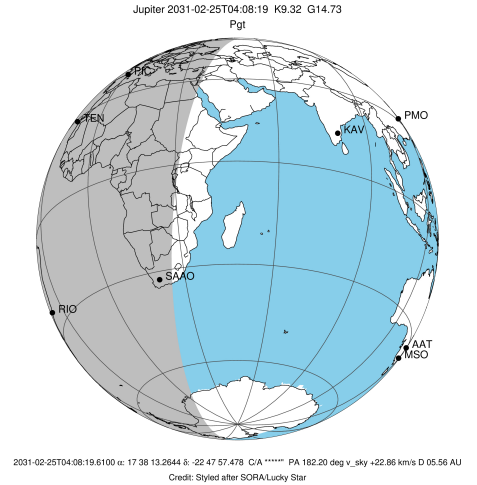 Jupiter 2031-02-25T04:08:19 K9.32 G14.73
Pgt
PIC
TEN
PMO
KAV
SAAO
RIO
AAT
MSO
2031-02-25T04:08:19.6100 α: 17 38 13.2644 δ: -22 47 57.478 C/A *****" PA 182.20 deg v_sky +22.86 km/s D 05.56 AU
Credit: Styled after SORA/Lucky Star